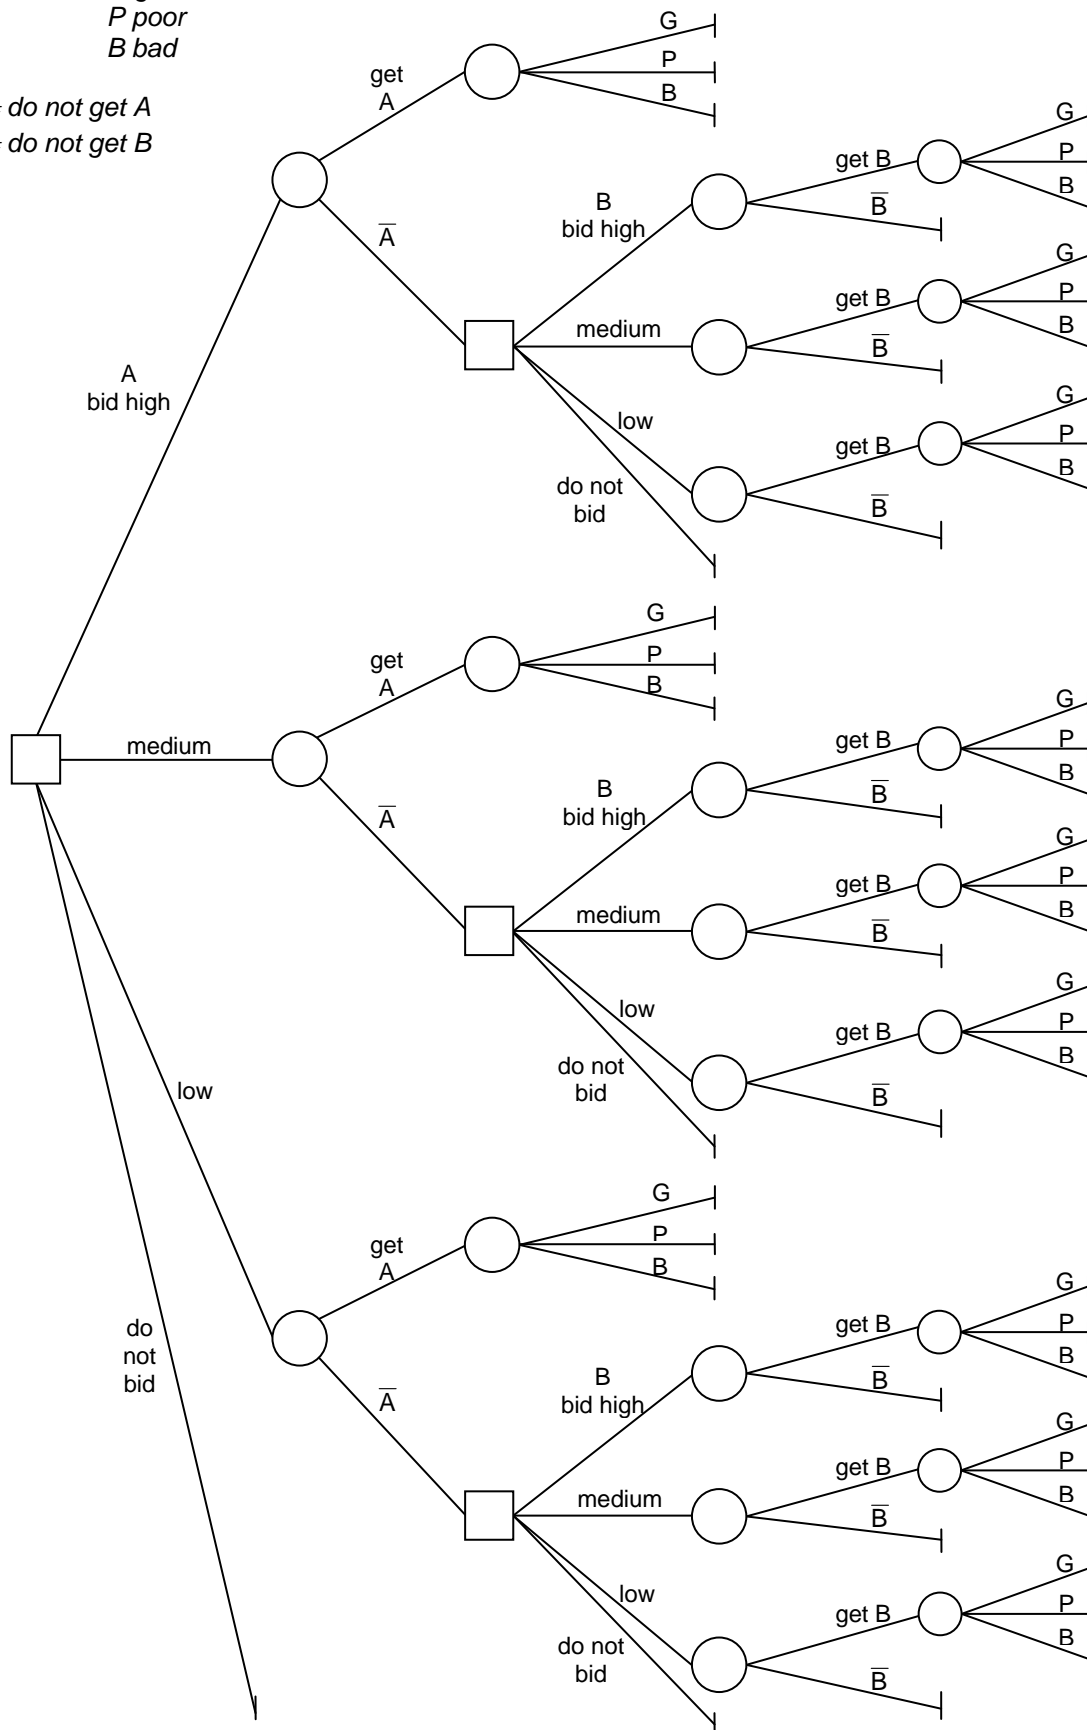 P poor
B bad
do not get A
do not get B
get
A
G
P
B
A̅
B
bid high
get B
B̅
G
P
B
medium
get B
B̅
G
P
B
low
get B
B̅
G
P
B
do not
bid
A
bid high
get
A
G
P
B
medium
A̅
B
bid high
get B
B̅
G
P
B
medium
get B
B̅
G
P
B
low
get B
B̅
G
P
B
do not
bid
low
get
A
G
P
B
A̅
B
bid high
get B
B̅
G
P
B
medium
get B
B̅
G
P
B
low
get B
B̅
G
P
B
do not
bid
do
not
bid